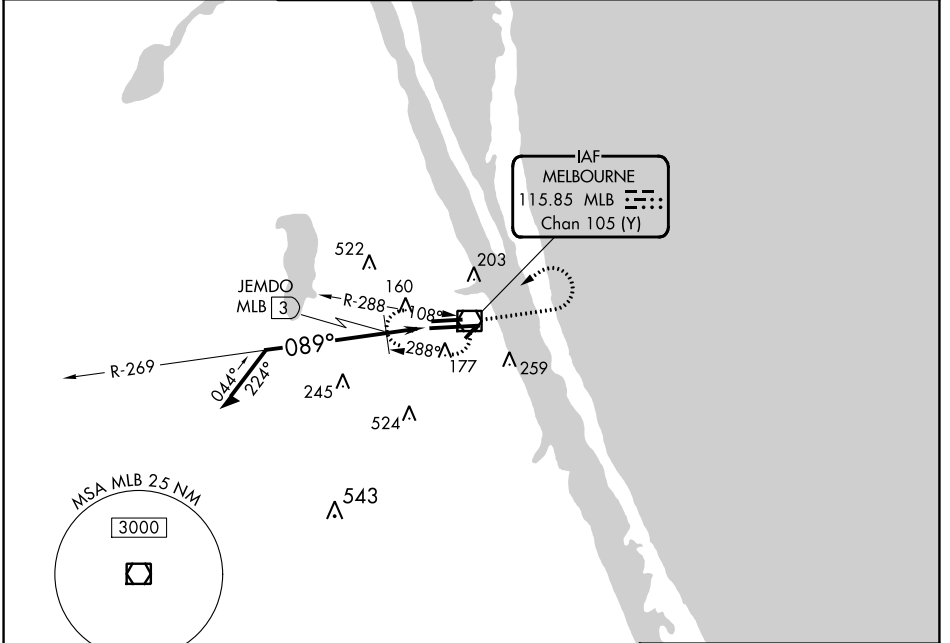 IAF
MELBOURNE
115.85 MLB
Chan 105 (Y)
522
203
JEMDO
MLB 3
160
R-288
108°
089°
288°
R-269
177
259
044°
224°
245
524
543
MSA MLB 25 NM
3000